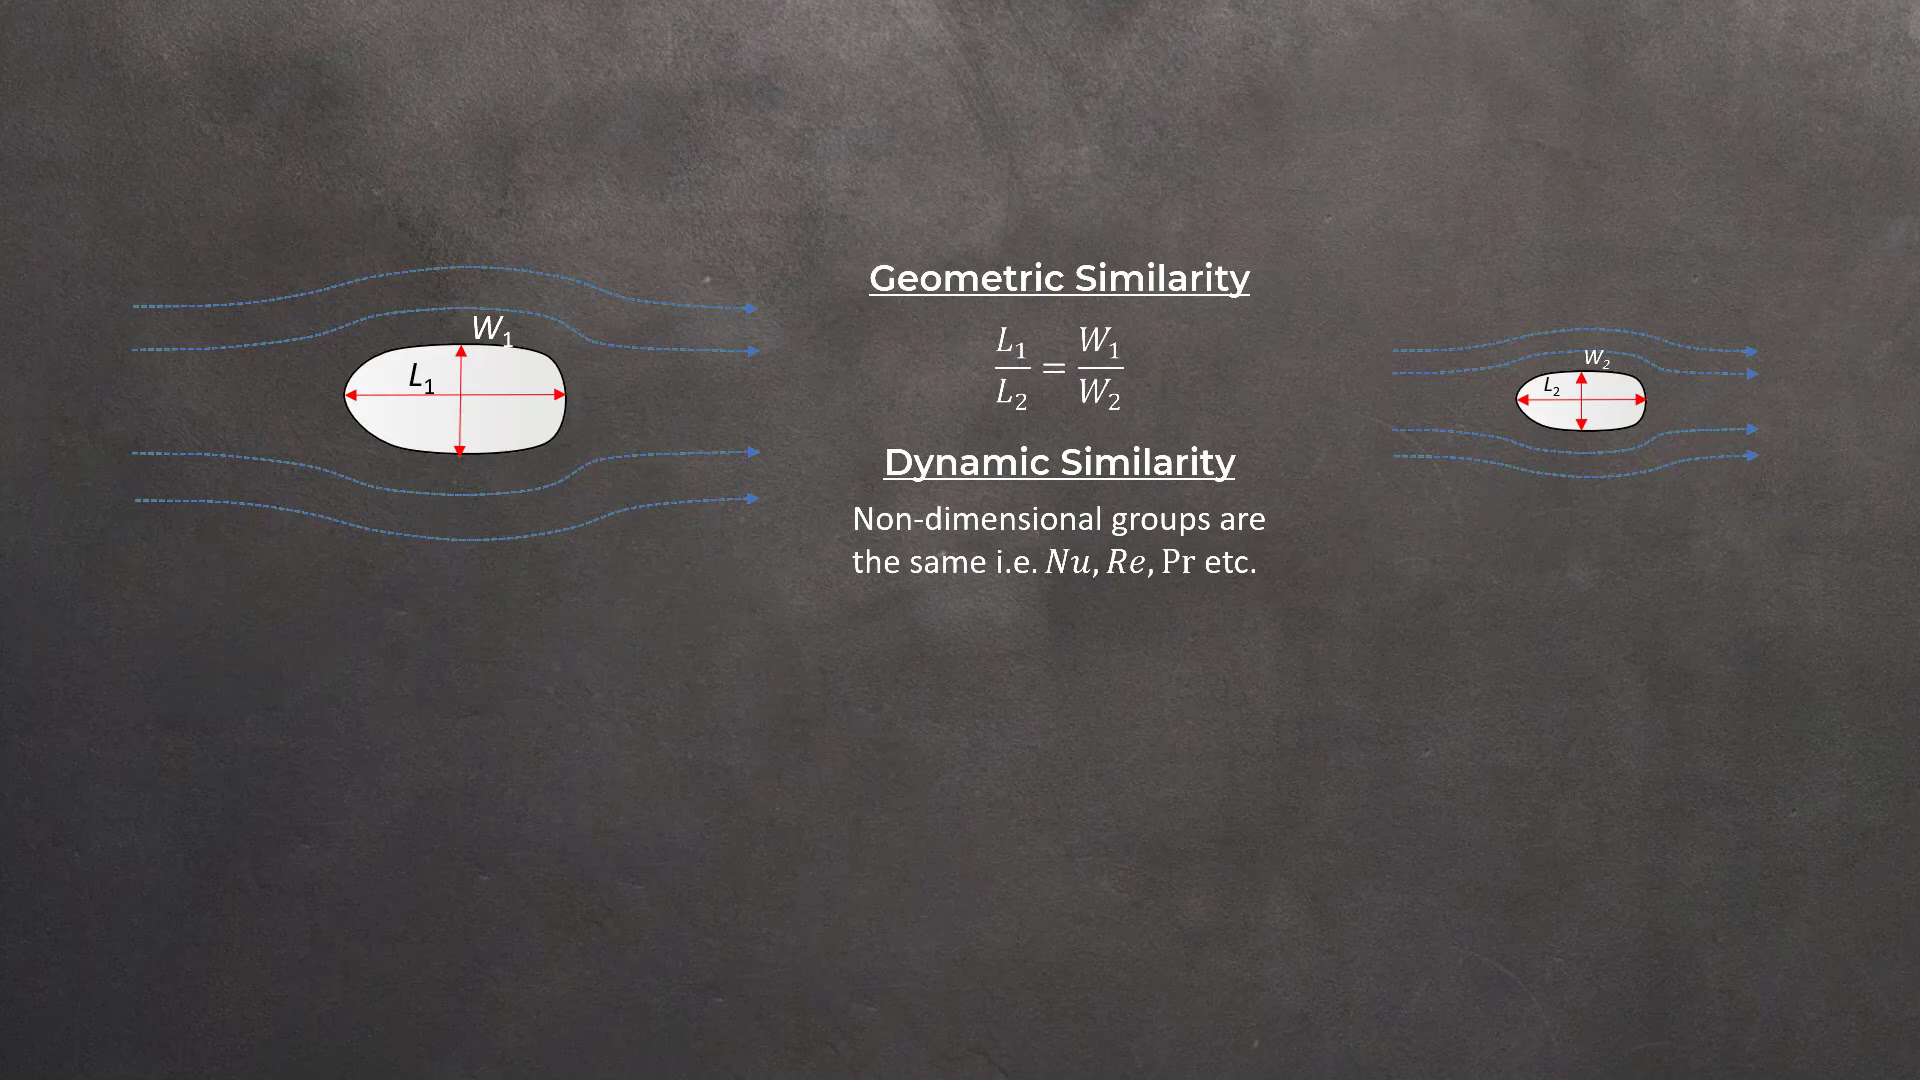 W₁
L₁
Geometric Similarity
L₁/L₂ = W₁/W₂
Dynamic Similarity
Non-dimensional groups are
the same i.e. Nu, Re, Pr etc.
W₂
L₂